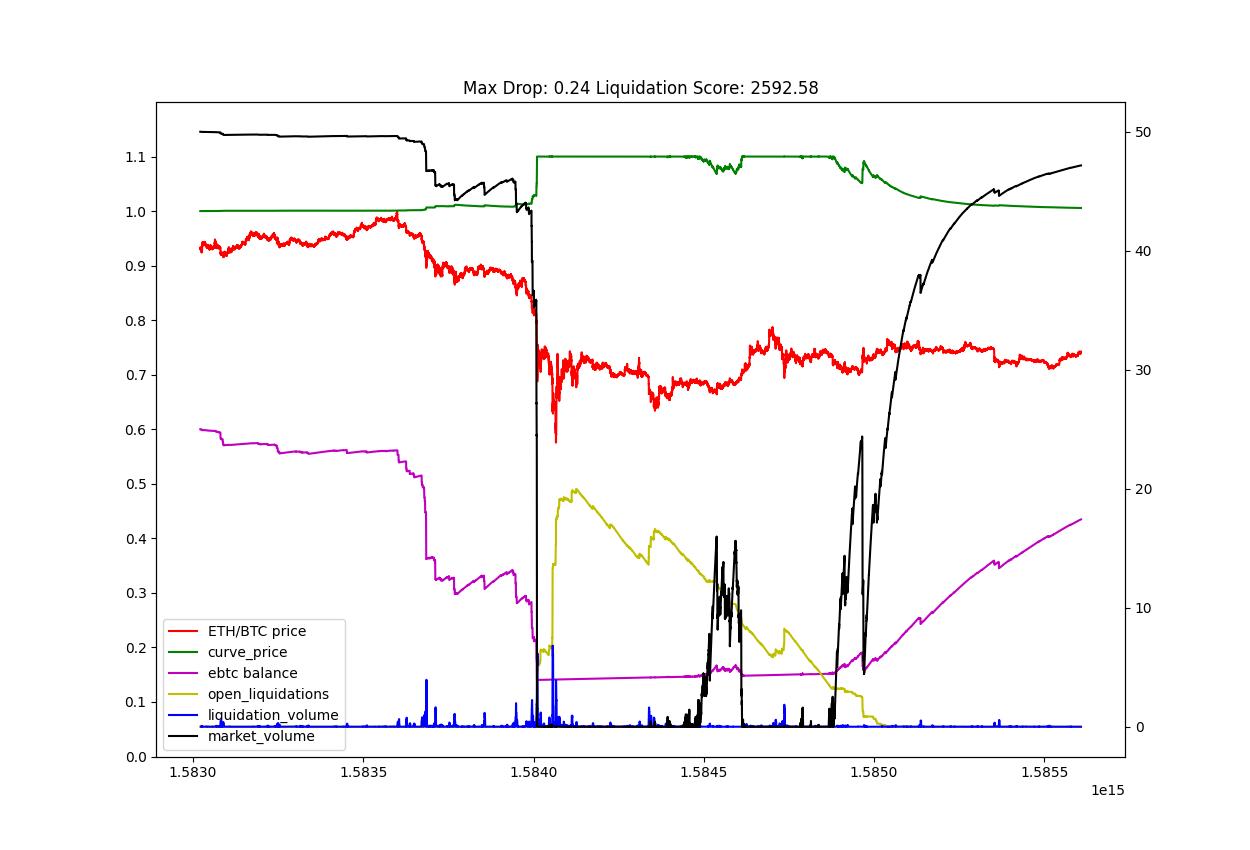 Max Drop: 0.24 Liquidation Score: 2592.58
1.1
1.0
0.9
0.8
0.7
0.6
0.5
0.4
0.3
0.2
0.1
0.0
50
40
30
20
10
0
ETH/BTC price
curve_price
ebtc balance
open_liquidations
liquidation_volume
market_volume
1.5830 1.5835 1.5840 1.5845 1.5850 1.5855
1e15